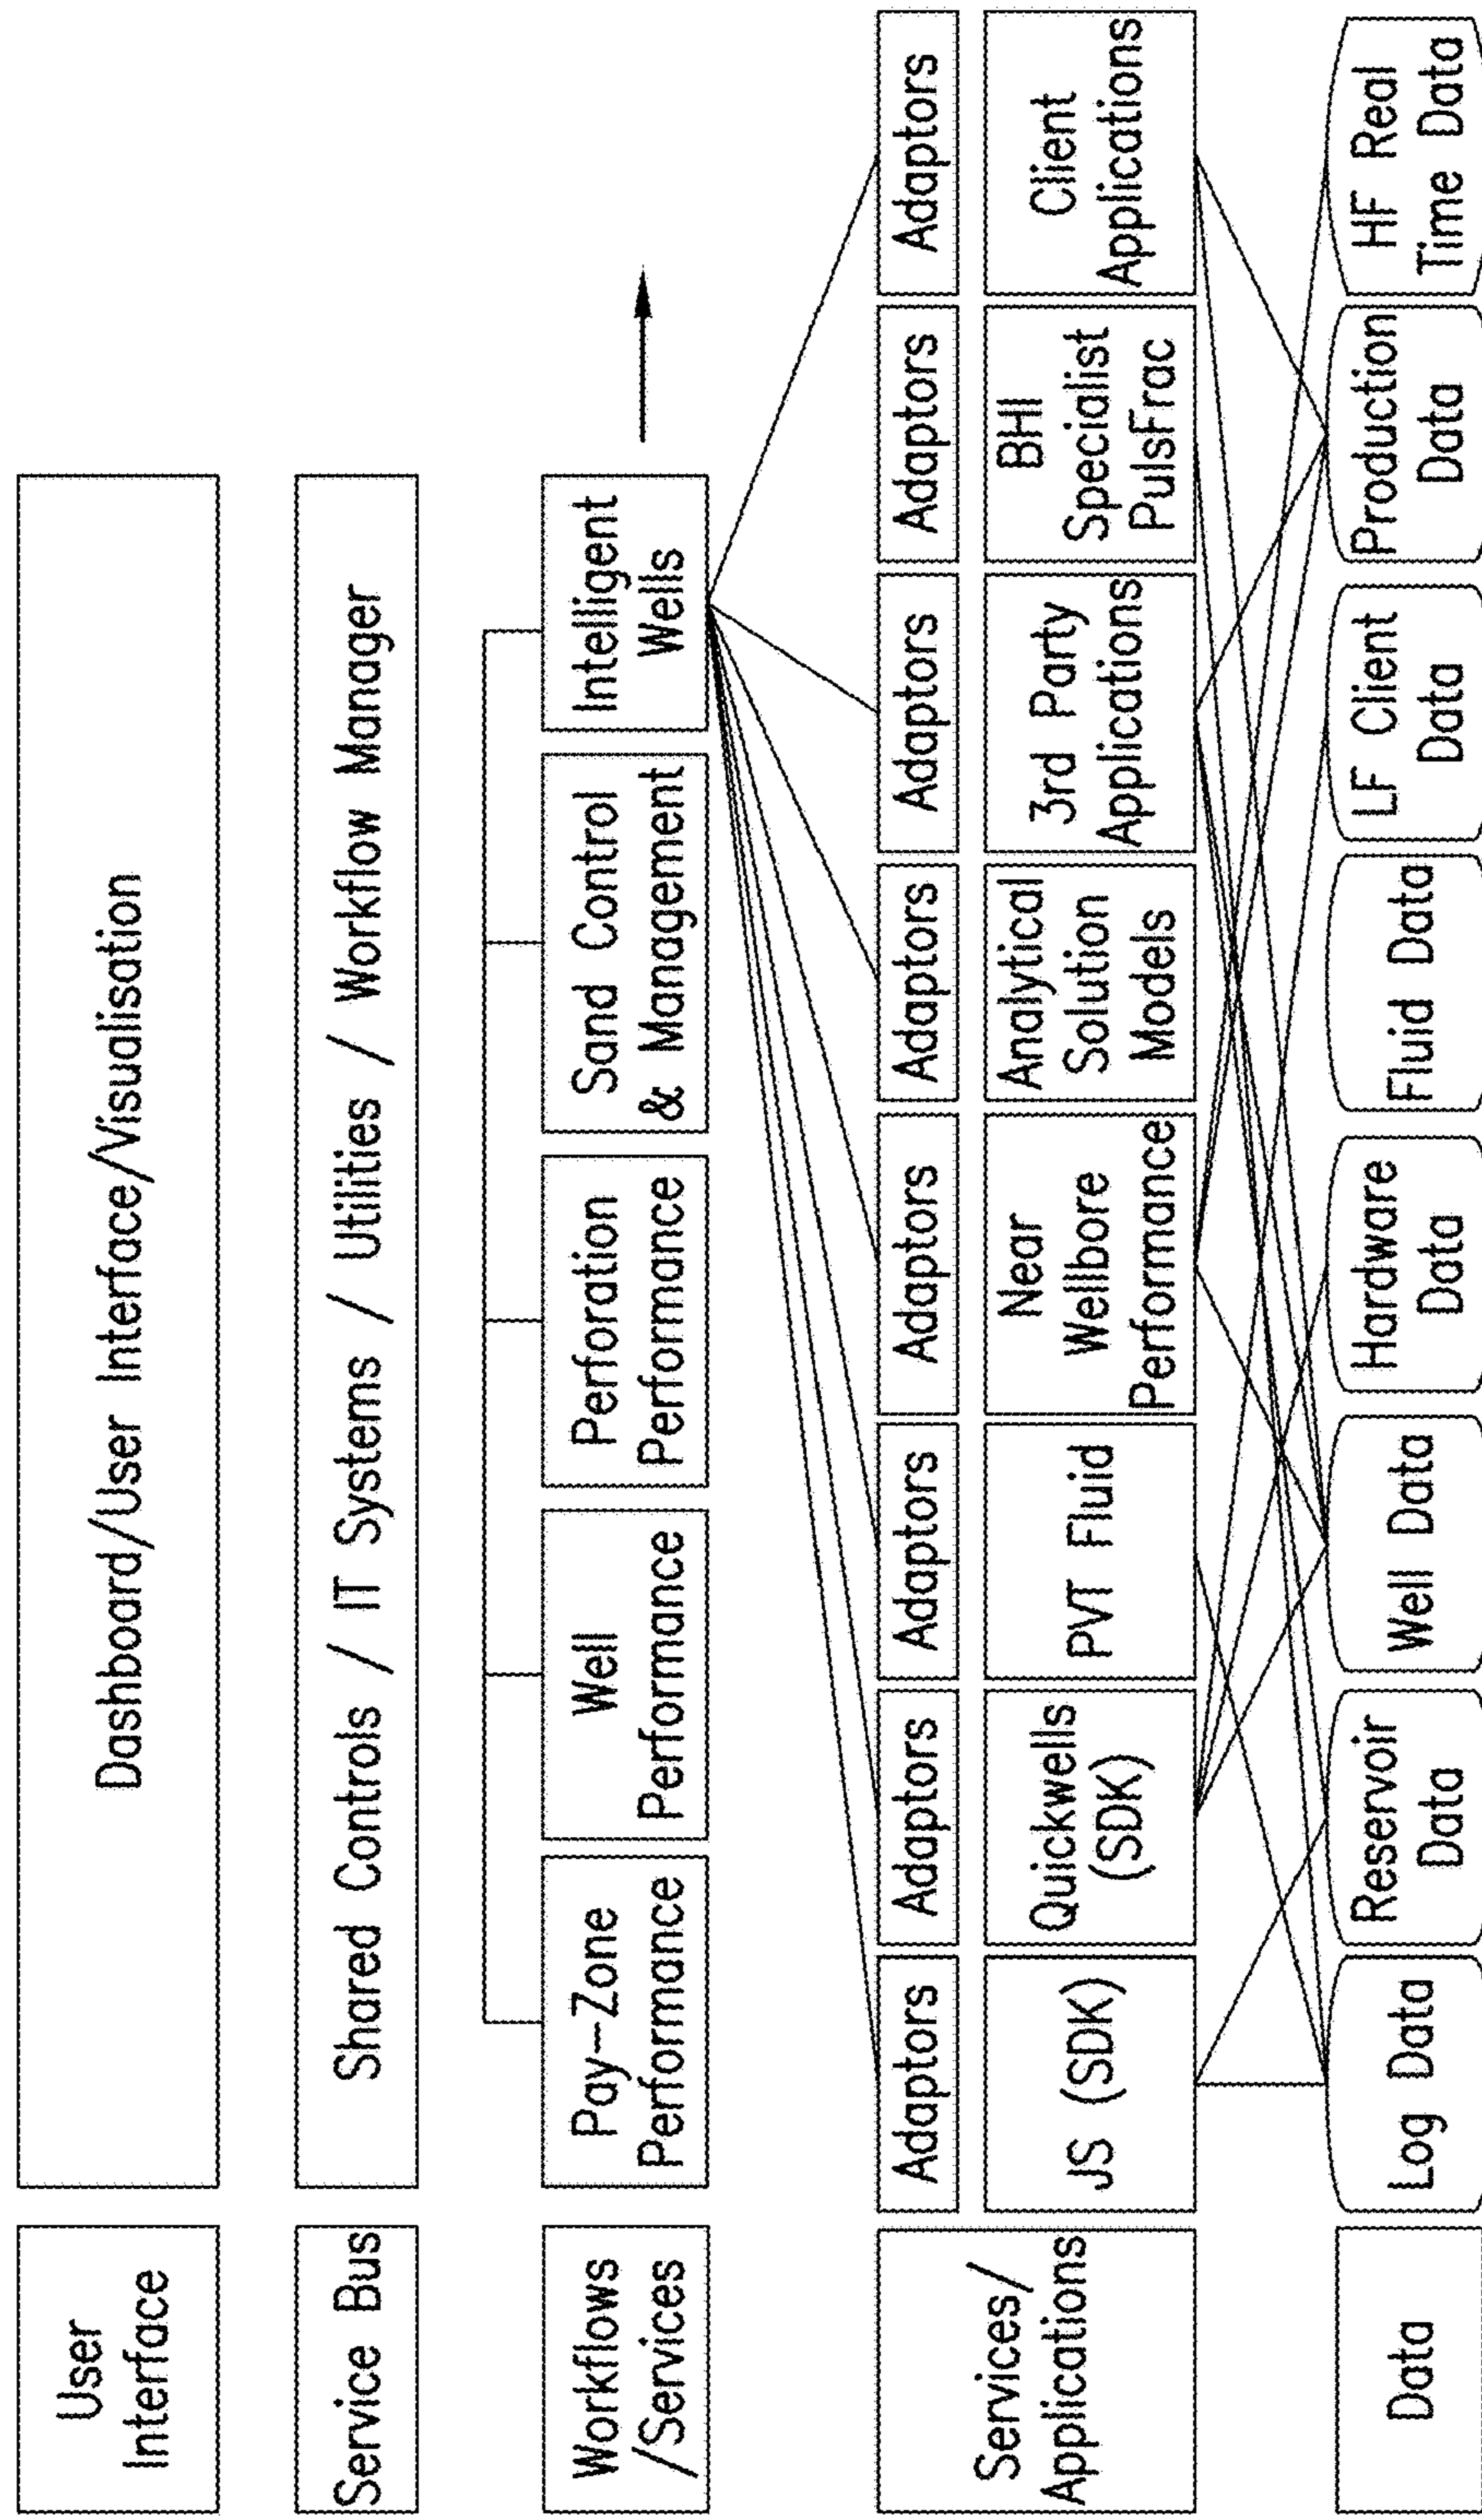 User
Interface
Dashboard/User Interface/Visualisation
Service Bus
Shared Controls / IT Systems / Utilities / Workflow Manager
Workflows
/Services
Pay-Zone
Performance
Well
Performance
Perforation
Performance
Sand Control
& Management
Intelligent
Wells
Services/
Applications
Adaptors
Adaptors
Adaptors
Adaptors
Adaptors
Adaptors
Adaptors
Adaptors
JS (SDK)
Quickwells
(SDK)
PVT Fluid
Near
Wellbore
Performance
Analytical
Solution
Models
3rd Party
Applications
BHI
Specialist
PulsFrac
Client
Applications
Data
Log Data
Reservoir
Data
Well Data
Hardware
Data
Fluid Data
LF Client
Data
Production
Data
HF Real
Time Data